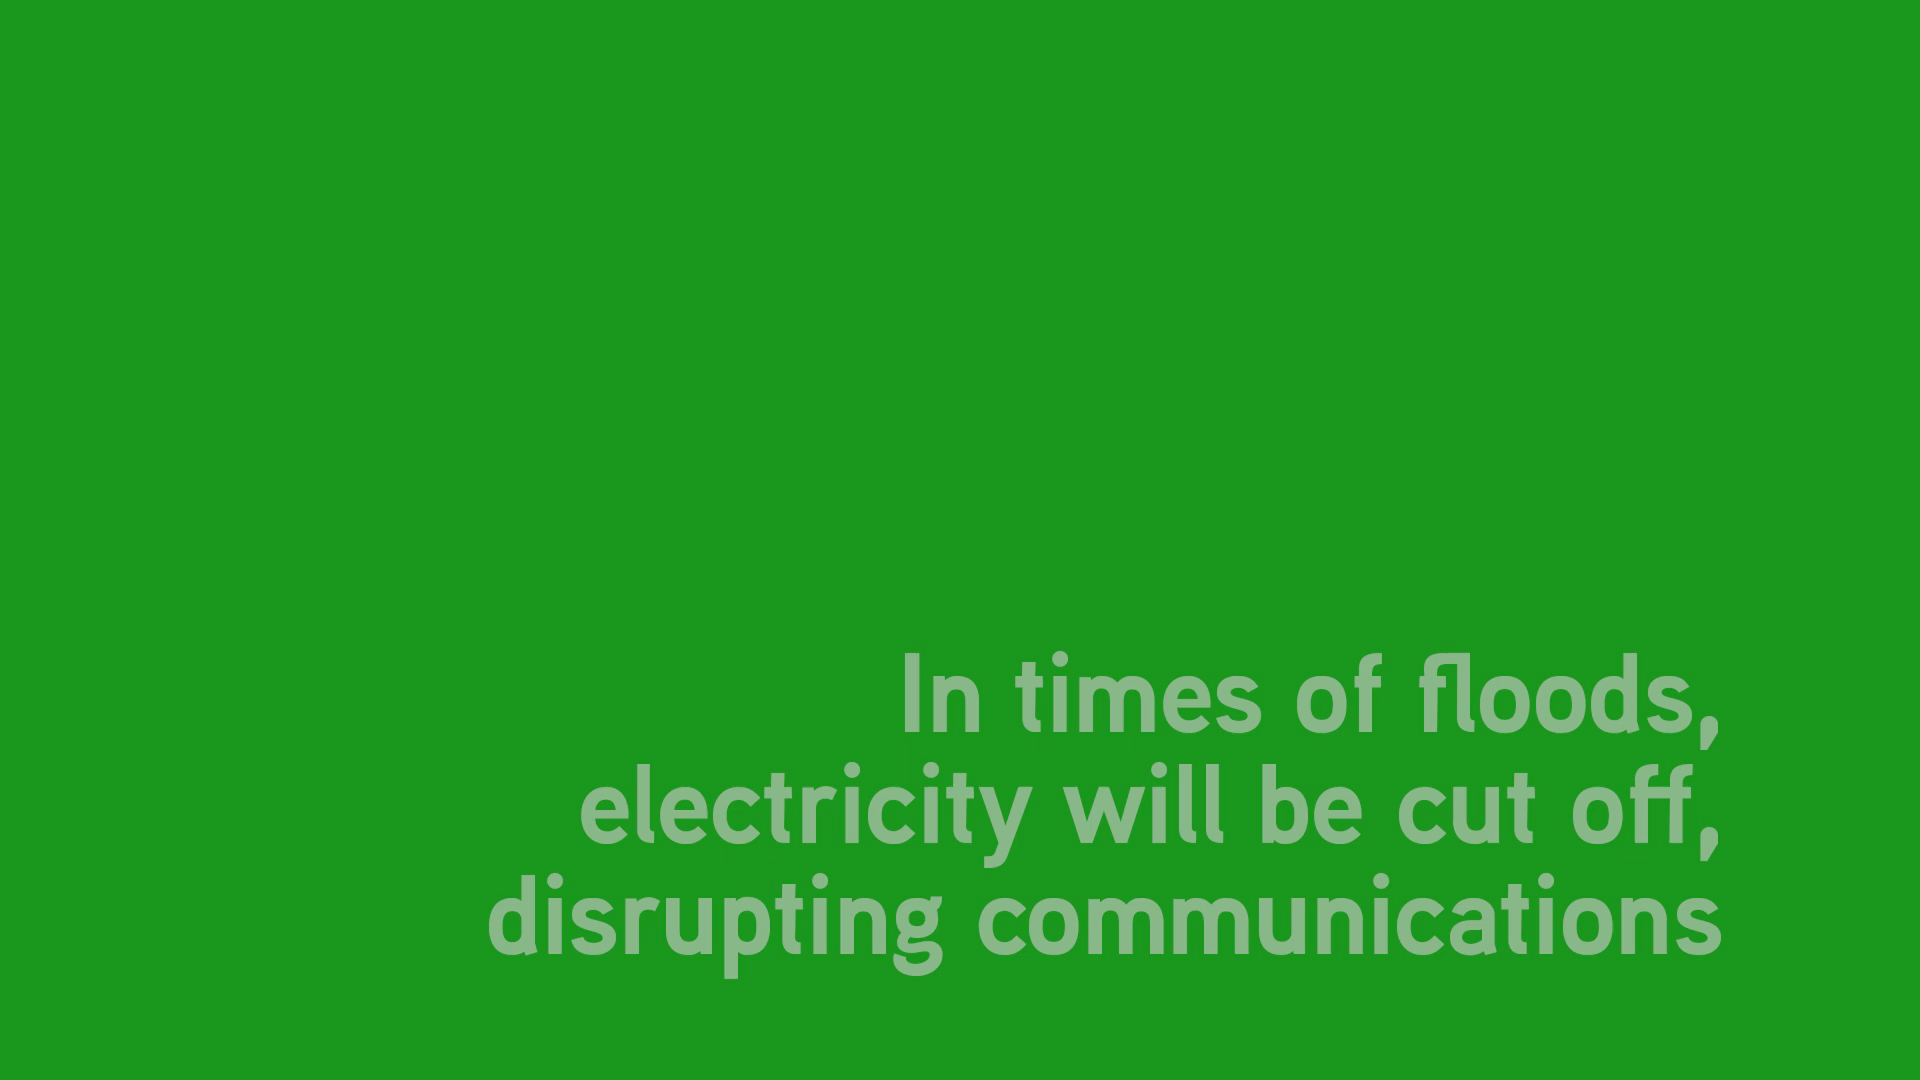 In times of floods,
electricity will be cut off,
disrupting communications